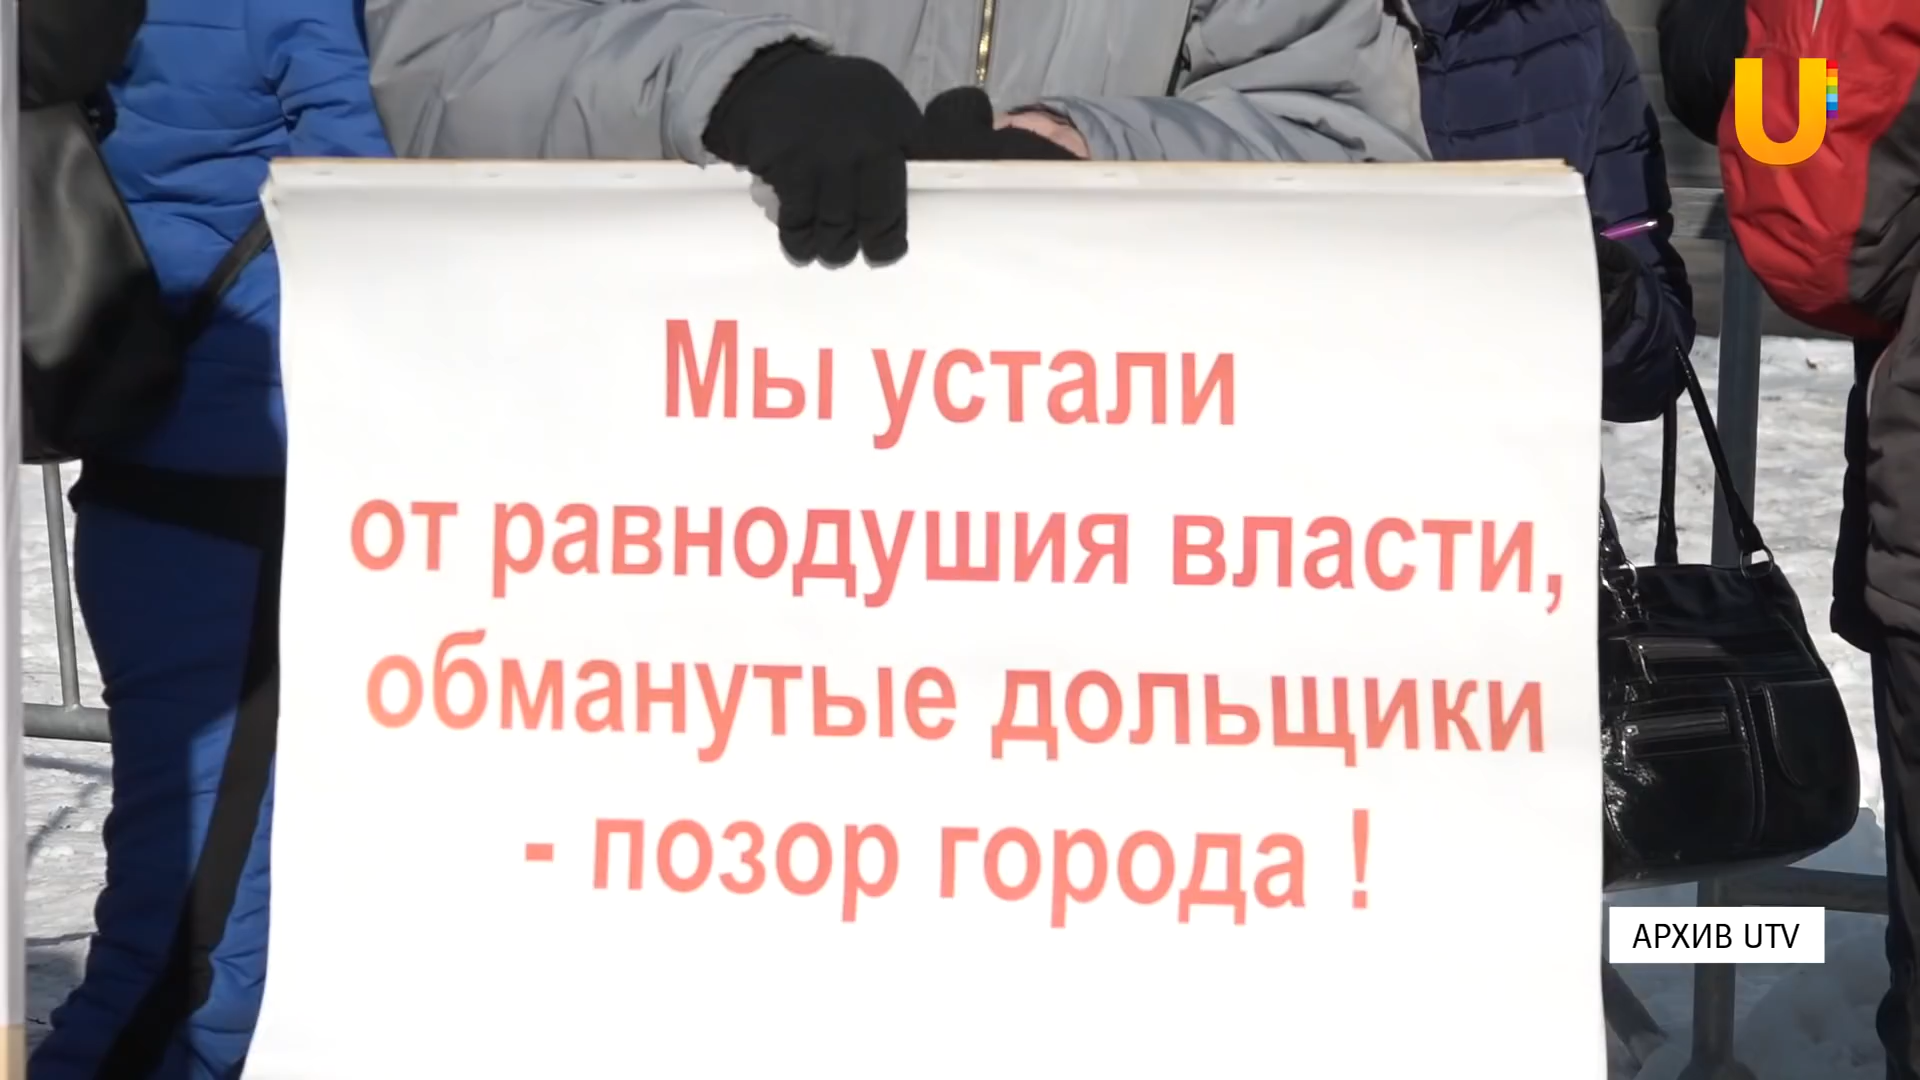 U
Мы устали
от равнодушия власти,
обманутые дольщики
- позор города !
АРХИВ UTV